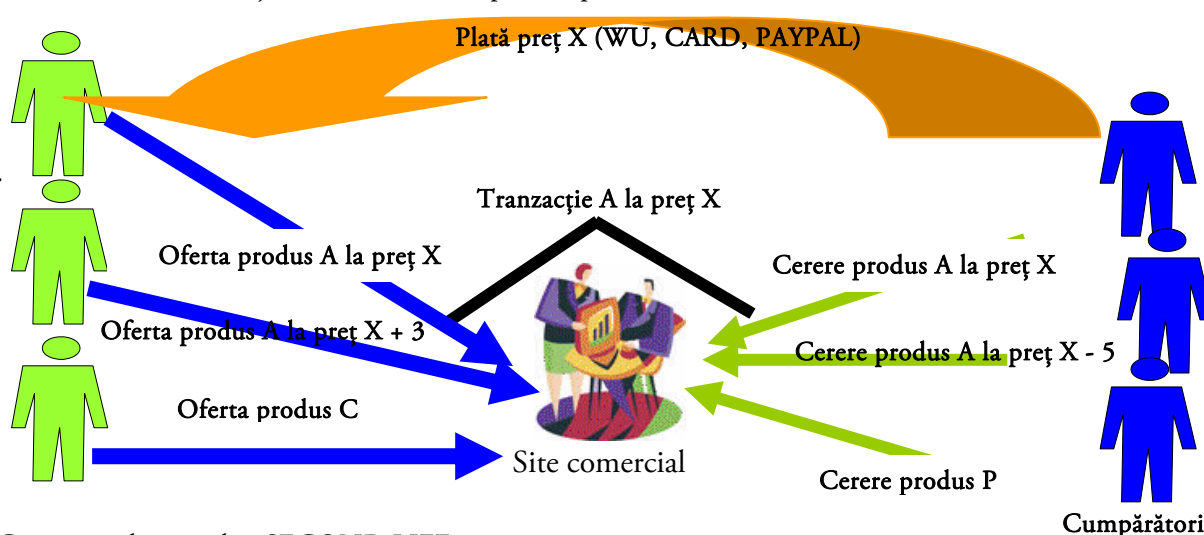 Plată preţ X (WU, CARD, PAYPAL)
Tranzacţie A la preţ X
Oferta produs A la preţ X
Cerere produs A la preţ X
Oferta produs A la preţ X + 3
Cerere produs A la preţ X - 5
Oferta produs C
Site comercial
Cerere produs P
Cumpărători